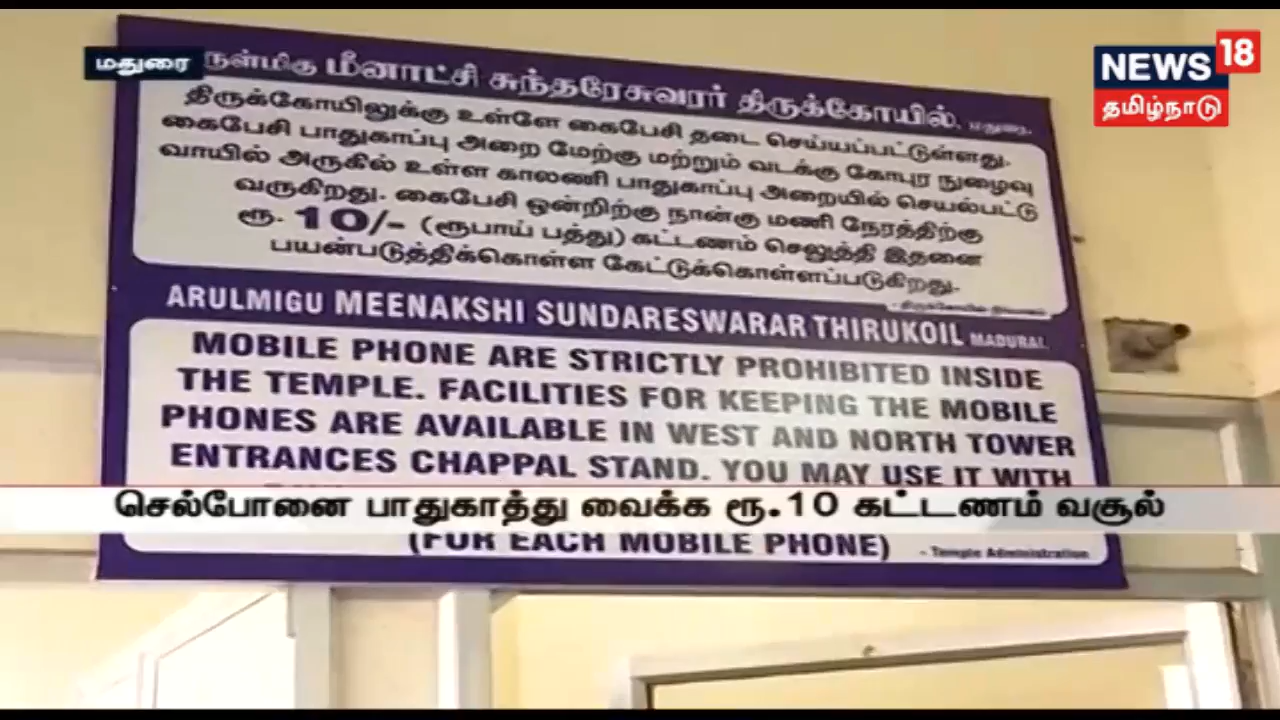 மதுரை
NEWS 18
தமிழ்நாடு
மீனாட்சி சுந்தரேசுவரர் திருக்கோயில், மதுரை.
திருக்கோயிலுக்கு உள்ளே கைபேசி தடை செய்யப்பட்டுள்ளது.
கைபேசி பாதுகாப்பு அறை மேற்கு மற்றும் வடக்கு கோபுர நுழைவு
வாயில் அருகில் உள்ள காலணி பாதுகாப்பு அறையில் செயல்பட்டு
வருகிறது. கைபேசி ஒன்றிற்கு நான்கு மணி நேரத்திற்கு
ரூ. 10/- (ரூபாய் பத்து) கட்டணம் செலுத்தி இதனை
பயன்படுத்திக்கொள்ள கேட்டுக்கொள்ளப்படுகிறது.
ARULMIGU MEENAKSHI SUNDARESWARAR THIRUKOIL MADURAI.
MOBILE PHONE ARE STRICTLY PROHIBITED INSIDE
THE TEMPLE. FACILITIES FOR KEEPING THE MOBILE
PHONES ARE AVAILABLE IN WEST AND NORTH TOWER
ENTRANCES CHAPPAL STAND. YOU MAY USE IT WITH
செல்போனை பாதுகாத்து வைக்க ரூ.10 கட்டணம் வசூல்
(FOR EACH MOBILE PHONE) - Temple Administration